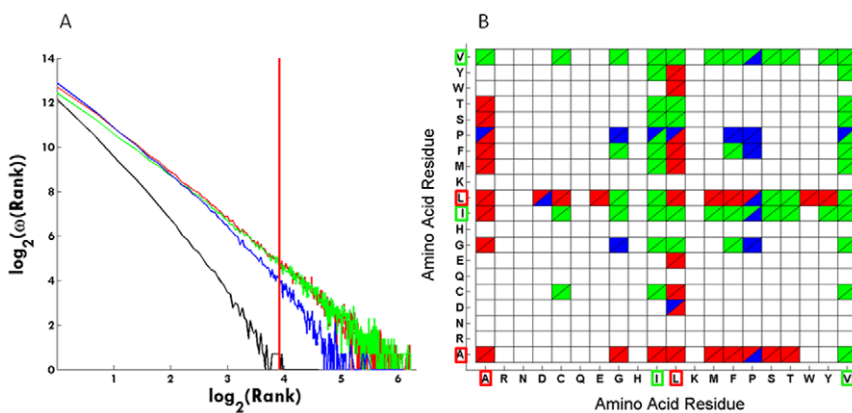 A
B
14
12
10
8
6
4
2
0
log2(ω(Rank))
1 2 3 4 5 6
log2(Rank)
Amino Acid Residue
V
Y
W
T
S
P
F
M
K
L
I
H
G
E
Q
C
D
N
R
A
A R N D C Q E G H I L K M F P S T W Y V
Amino Acid Residue